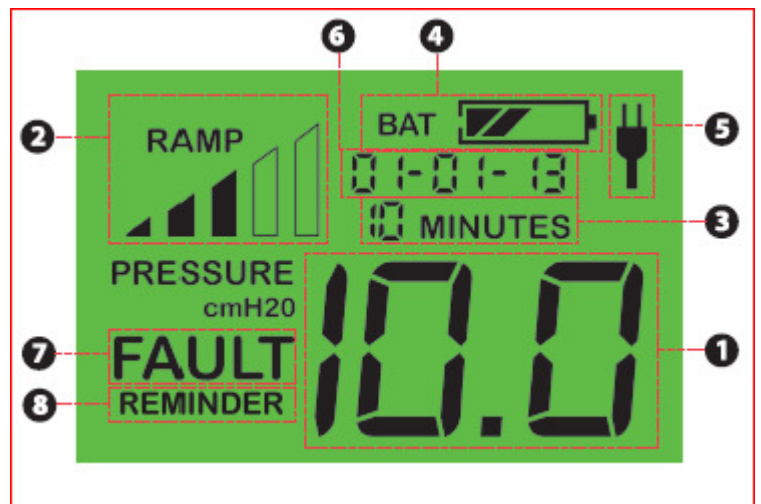 6 4
2 RAMP BAT 5
01-01-13
10 MINUTES 3
PRESSURE
cmH20
10.0 1
7 FAULT
8 REMINDER